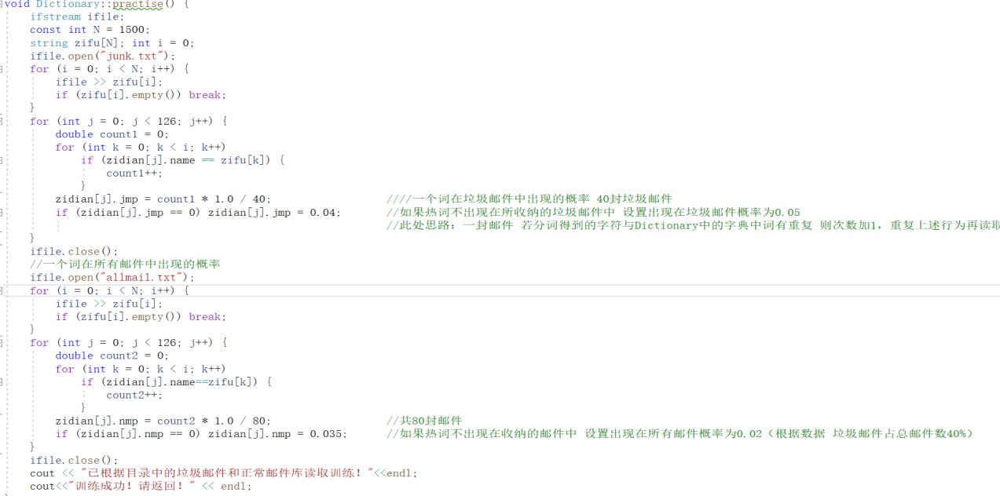 void Dictionary::practise() {
ifstream ifile;
const int N = 1500;
string zifu[N]; int i = 0;
ifile.open("junk.txt");
for (i = 0; i < N; i++) {
ifile >> zifu[i];
if (zifu[i].empty()) break;
}
for (int j = 0; j < 126; j++) {
double count1 = 0;
for (int k = 0; k < i; k++)
if (zidian[j].name == zifu[k]) {
count1++;
}
zidian[j].jmp = count1 * 1.0 / 40; ////一个词在垃圾邮件中出现的概率 40封垃圾邮件
if (zidian[j].jmp == 0) zidian[j].jmp = 0.04; //如果热词不出现在所收纳的垃圾邮件中 设置出现在垃圾邮件概率为0.05
//此处思路：一封邮件 若分词得到的字符与Dictionary中的字典中词有重复 则次数加1，重复上述行为再读取
}
ifile.close();
//一个词在所有邮件中出现的概率
ifile.open("allmail.txt");
for (i = 0; i < N; i++) {
ifile >> zifu[i];
if (zifu[i].empty()) break;
}
for (int j = 0; j < 126; j++) {
double count2 = 0;
for (int k = 0; k < i; k++)
if (zidian[j].name==zifu[k]) {
count2++;
}
zidian[j].nmp = count2 * 1.0 / 80; //共80封邮件
if (zidian[j].nmp == 0) zidian[j].nmp = 0.035; //如果热词不出现在收纳的邮件中 设置出现在所有邮件概率为0.02（根据数据 垃圾邮件占总邮件数40%）
}
ifile.close();
cout << "已根据目录中的垃圾邮件和正常邮件库读取训练！"<<endl;
cout<<"训练成功！请返回！" << endl;